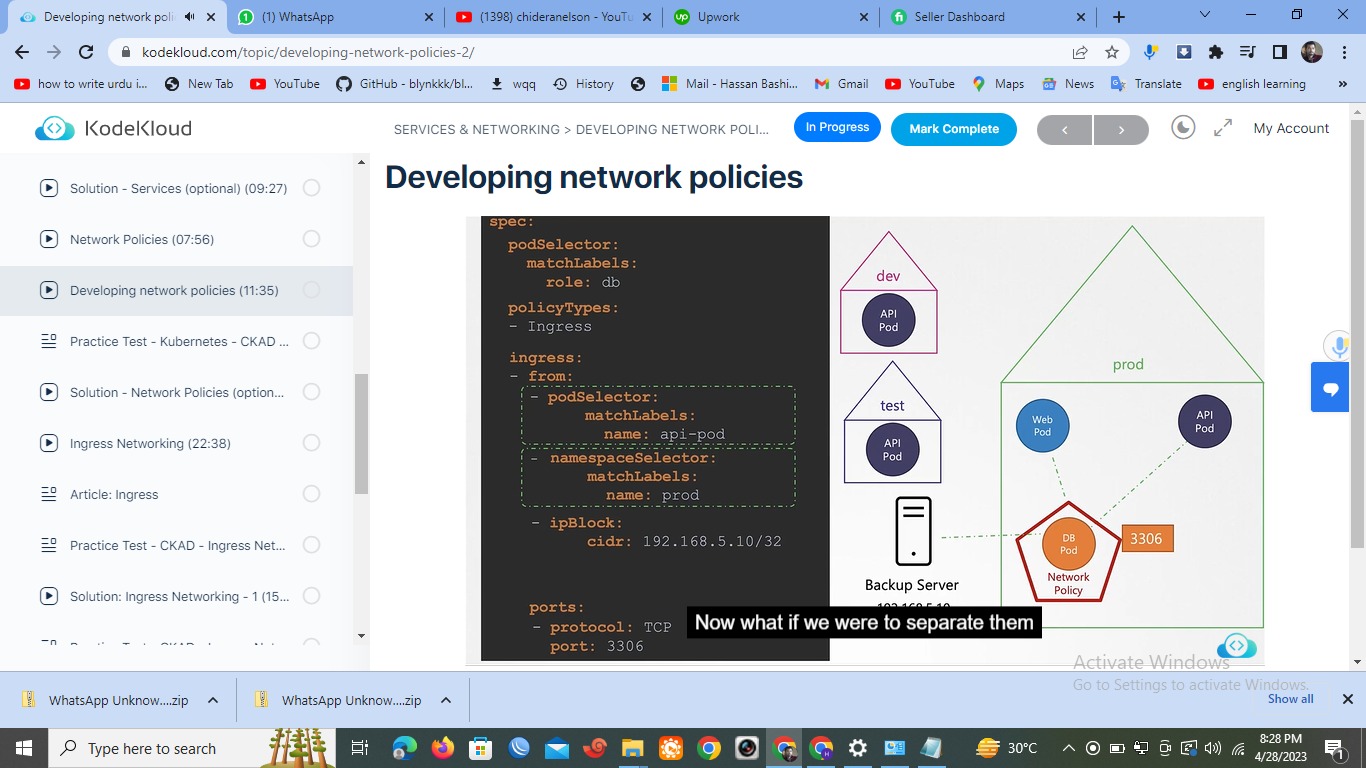 Developing network poli
(1) WhatsApp
(1398) chideranelson - YouTu
Upwork
Seller Dashboard
kodekloud.com/topic/developing-network-policies-2/
how to write urdu i...
New Tab
YouTube
GitHub - blynkkk/bl...
wqq
History
Mail - Hassan Bashi...
Gmail
YouTube
Maps
News
Translate
english learning
»
KodeKloud
SERVICES & NETWORKING > DEVELOPING NETWORK POLI...
In Progress
Mark Complete
My Account
Solution - Services (optional) (09:27)
Network Policies (07:56)
Developing network policies (11:35)
Practice Test - Kubernetes - CKAD ...
Solution - Network Policies (option...
Ingress Networking (22:38)
Article: Ingress
Practice Test - CKAD - Ingress Net...
Solution: Ingress Networking - 1 (15...
Developing network policies
spec:
podSelector:
matchLabels:
role: db
policyTypes:
- Ingress
ingress:
- from:
- podSelector:
matchLabels:
name: api-pod
- namespaceSelector:
matchLabels:
name: prod
- ipBlock:
cidr: 192.168.5.10/32
ports:
- protocol: TCP
port: 3306
dev
API
Pod
test
API
Pod
prod
Web
Pod
API
Pod
DB
Pod
Network
Policy
3306
Backup Server
Now what if we were to separate them
Activate Windows
Go to Settings to activate Windows.
WhatsApp Unknow....zip
WhatsApp Unknow....zip
Show all
Type here to search
30°C
8:28 PM
4/28/2023
1